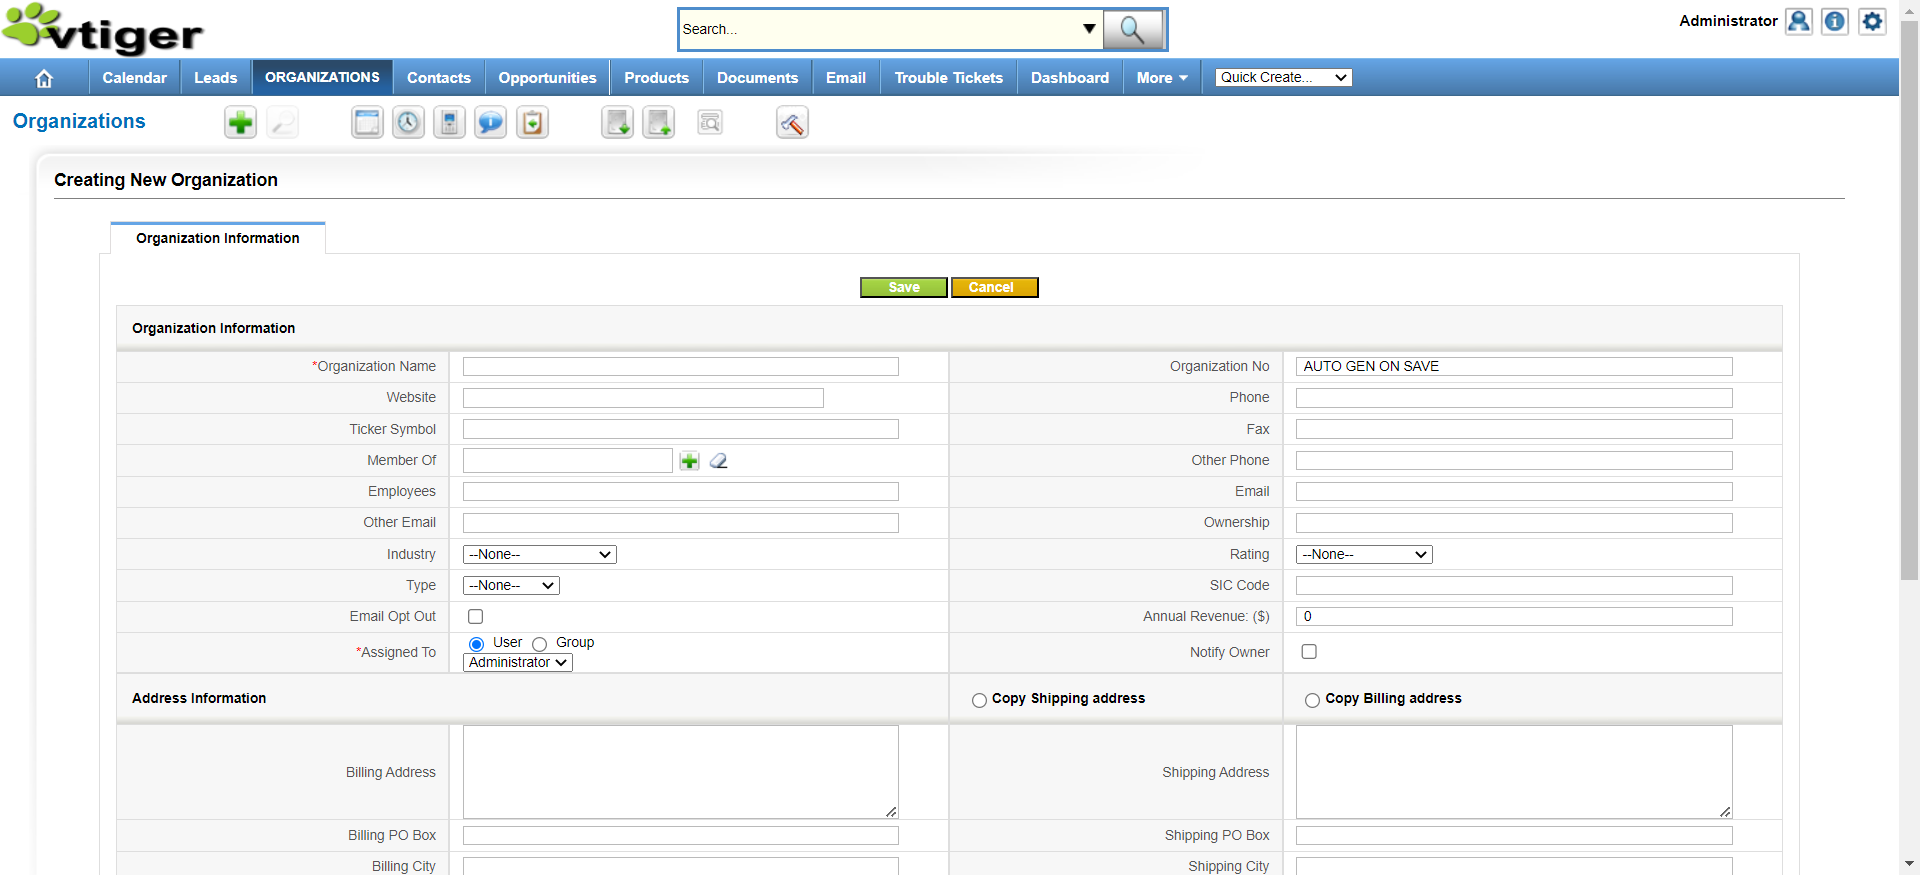 vtiger
Search...
Administrator
Calendar Leads ORGANIZATIONS Contacts Opportunities Products Documents Email Trouble Tickets Dashboard More Quick Create...
Organizations
Creating New Organization
Organization Information
Save Cancel
Organization Information
*Organization Name Organization No AUTO GEN ON SAVE
Website Phone
Ticker Symbol Fax
Member Of Other Phone
Employees Email
Other Email Ownership
Industry --None-- Rating --None--
Type --None-- SIC Code
Email Opt Out Annual Revenue: ($) 0
*Assigned To User Group Notify Owner
Administrator
Address Information Copy Shipping address Copy Billing address
Billing Address Shipping Address
Billing PO Box Shipping PO Box
Billing City Shipping City